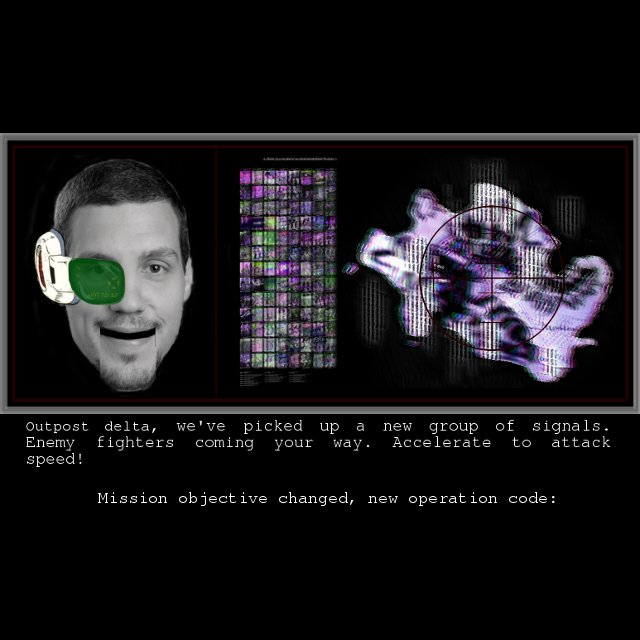 Outpost delta, we've picked up a new group of signals.
Enemy fighters coming your way. Accelerate to attack
speed!
Mission objective changed, new operation code: